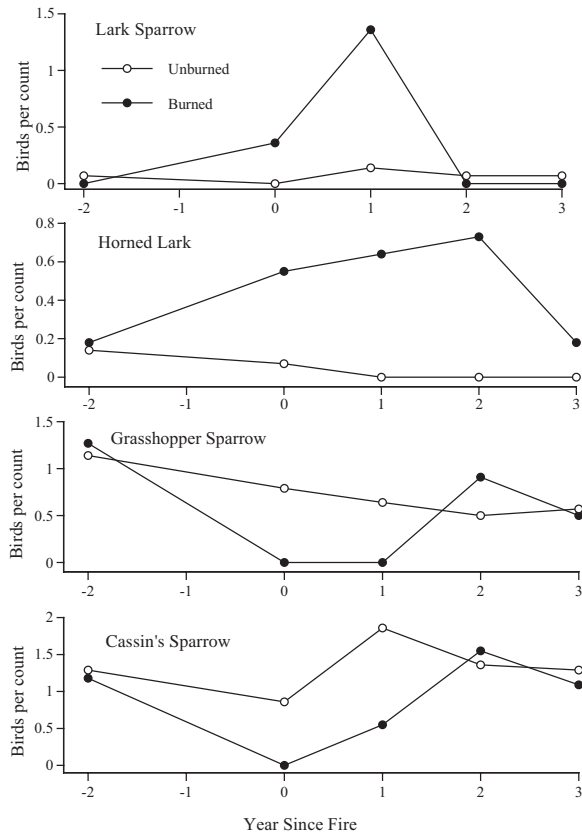 Lark Sparrow
Unburned
Burned
Birds per count
1.5
1
0.5
0
-2 -1 0 1 2 3
Horned Lark
Birds per count
0.8
0.6
0.4
0.2
0
-2 -1 0 1 2 3
Grasshopper Sparrow
Birds per count
1.5
1
0.5
0
-2 -1 0 1 2 3
Cassin's Sparrow
Birds per count
2
1.5
1
0.5
0
-2 -1 0 1 2 3
Year Since Fire